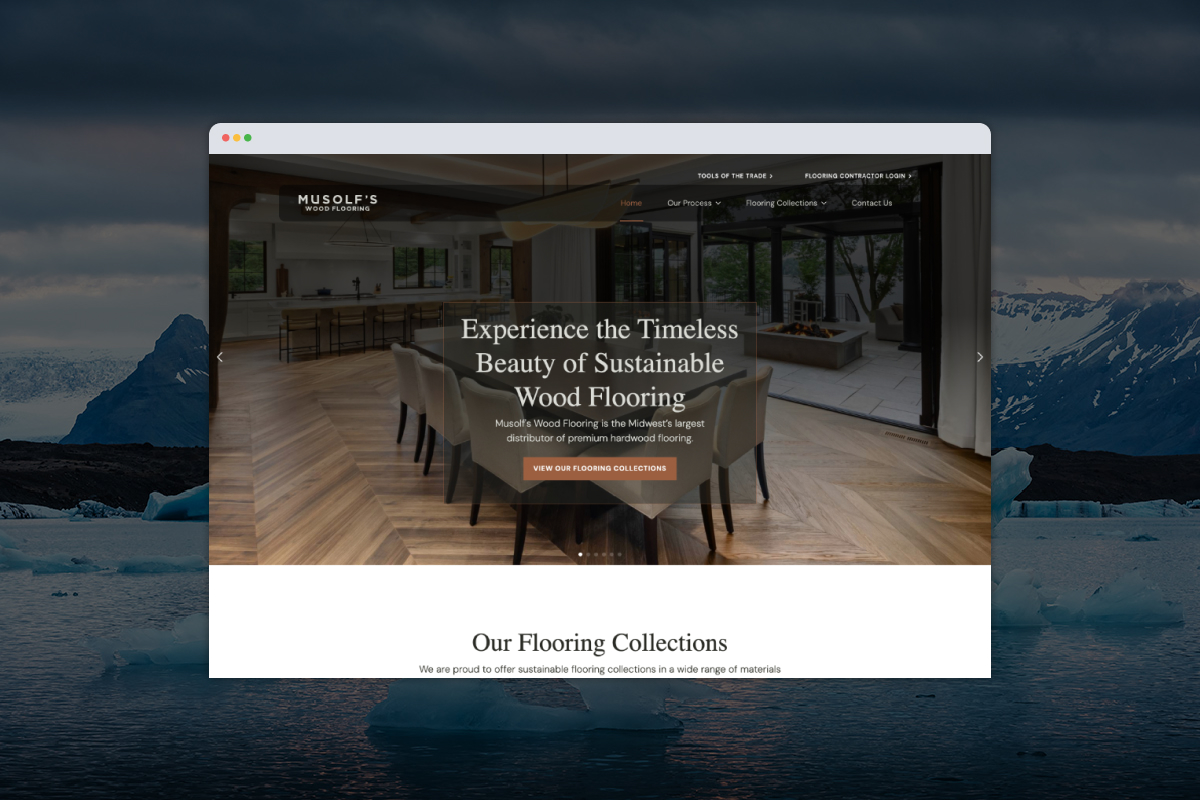 TOOLS OF THE TRADE
FLOORING CONTRACTOR LOGIN
MUSOLF'S
WOOD FLOORING
Home
Our Process
Flooring Collections
Contact Us
Experience the Timeless
Beauty of Sustainable
Wood Flooring
Musolf's Wood Flooring is the Midwest's largest
distributor of premium hardwood flooring.
VIEW OUR FLOORING COLLECTIONS
Our Flooring Collections
We are proud to offer sustainable flooring collections in a wide range of materials